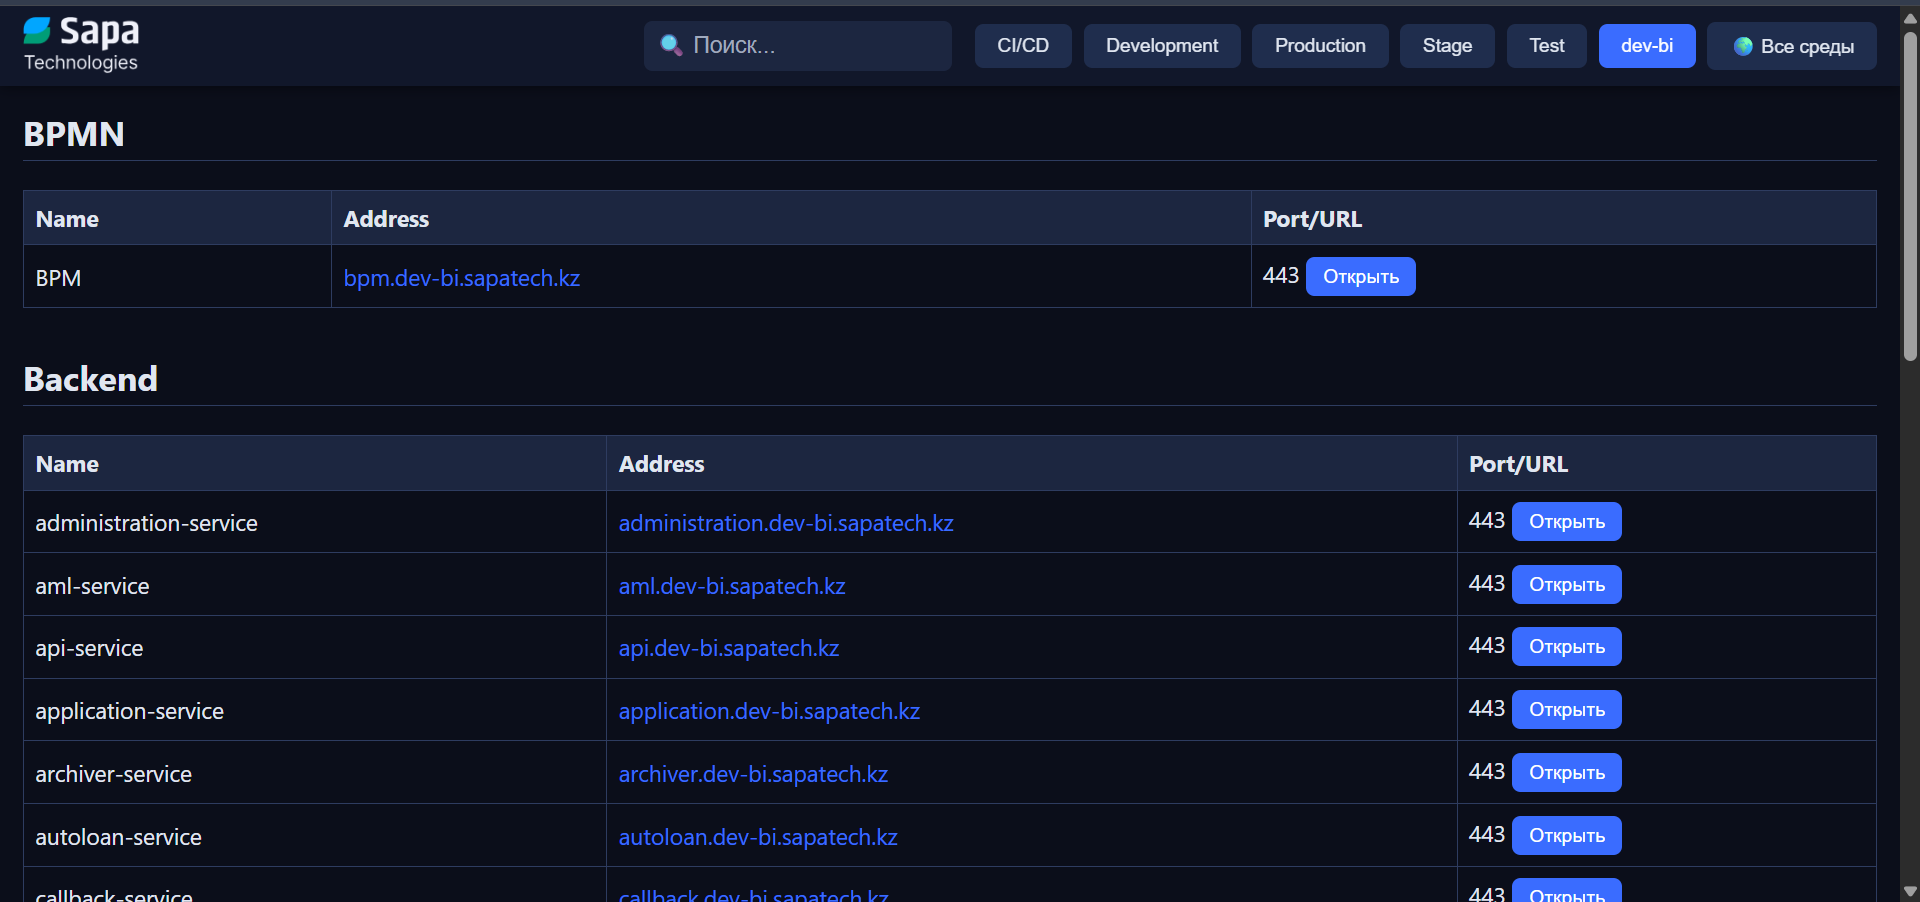 Sapa
Technologies
Поиск...
CI/CD
Development
Production
Stage
Test
dev-bi
Все среды
BPMN
Name Address Port/URL
BPM bpm.dev-bi.sapatech.kz 443 Открыть
Backend
Name Address Port/URL
administration-service administration.dev-bi.sapatech.kz 443 Открыть
aml-service aml.dev-bi.sapatech.kz 443 Открыть
api-service api.dev-bi.sapatech.kz 443 Открыть
application-service application.dev-bi.sapatech.kz 443 Открыть
archiver-service archiver.dev-bi.sapatech.kz 443 Открыть
autoloan-service autoloan.dev-bi.sapatech.kz 443 Открыть
callback-service callback.dev-bi.sapatech.kz 443 Открыть